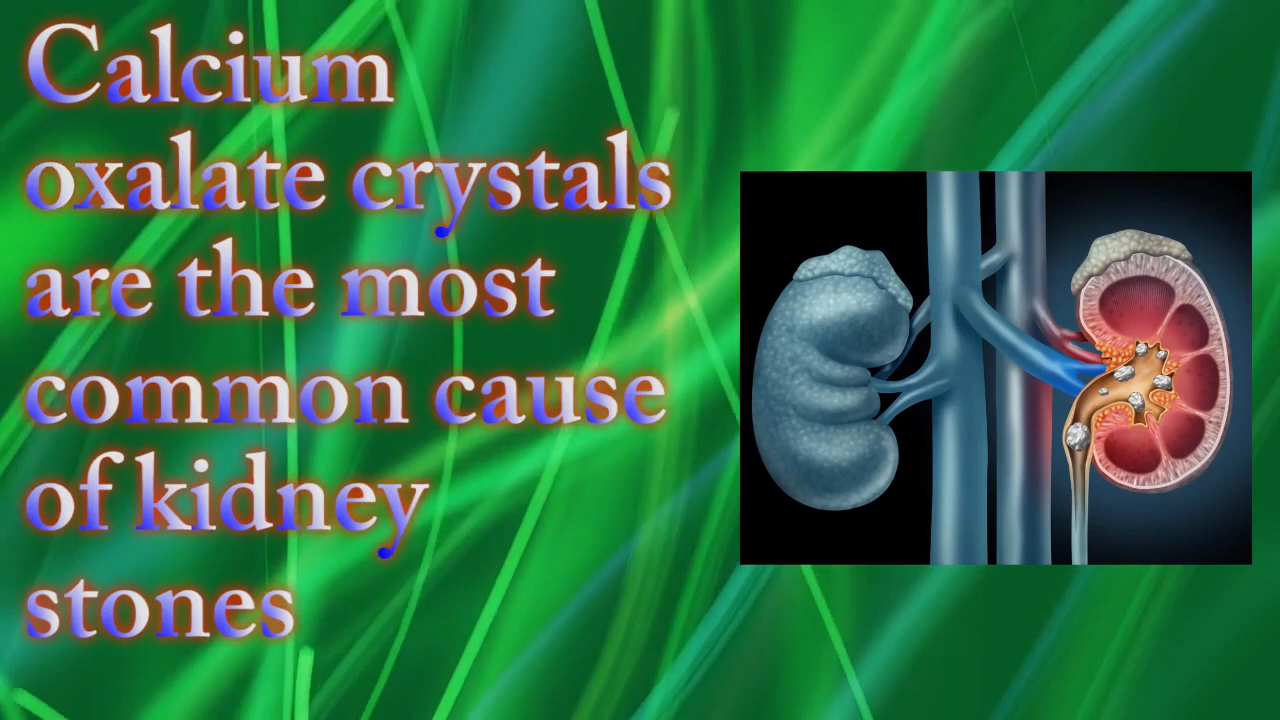 Calcium
oxalate crystals
are the most
common cause
of kidney
stones